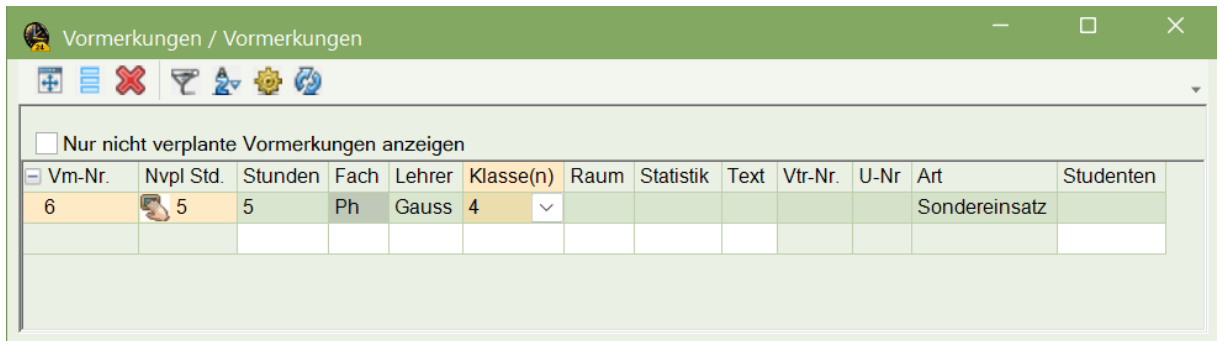 Vormerkungen / Vormerkungen
Nur nicht verplante Vormerkungen anzeigen
Vm-Nr. Nvpl Std. Stunden Fach Lehrer Klasse(n) Raum Statistik Text Vtr-Nr. U-Nr Art Studenten
6 5 5 Ph Gauss 4 Sondereinsatz